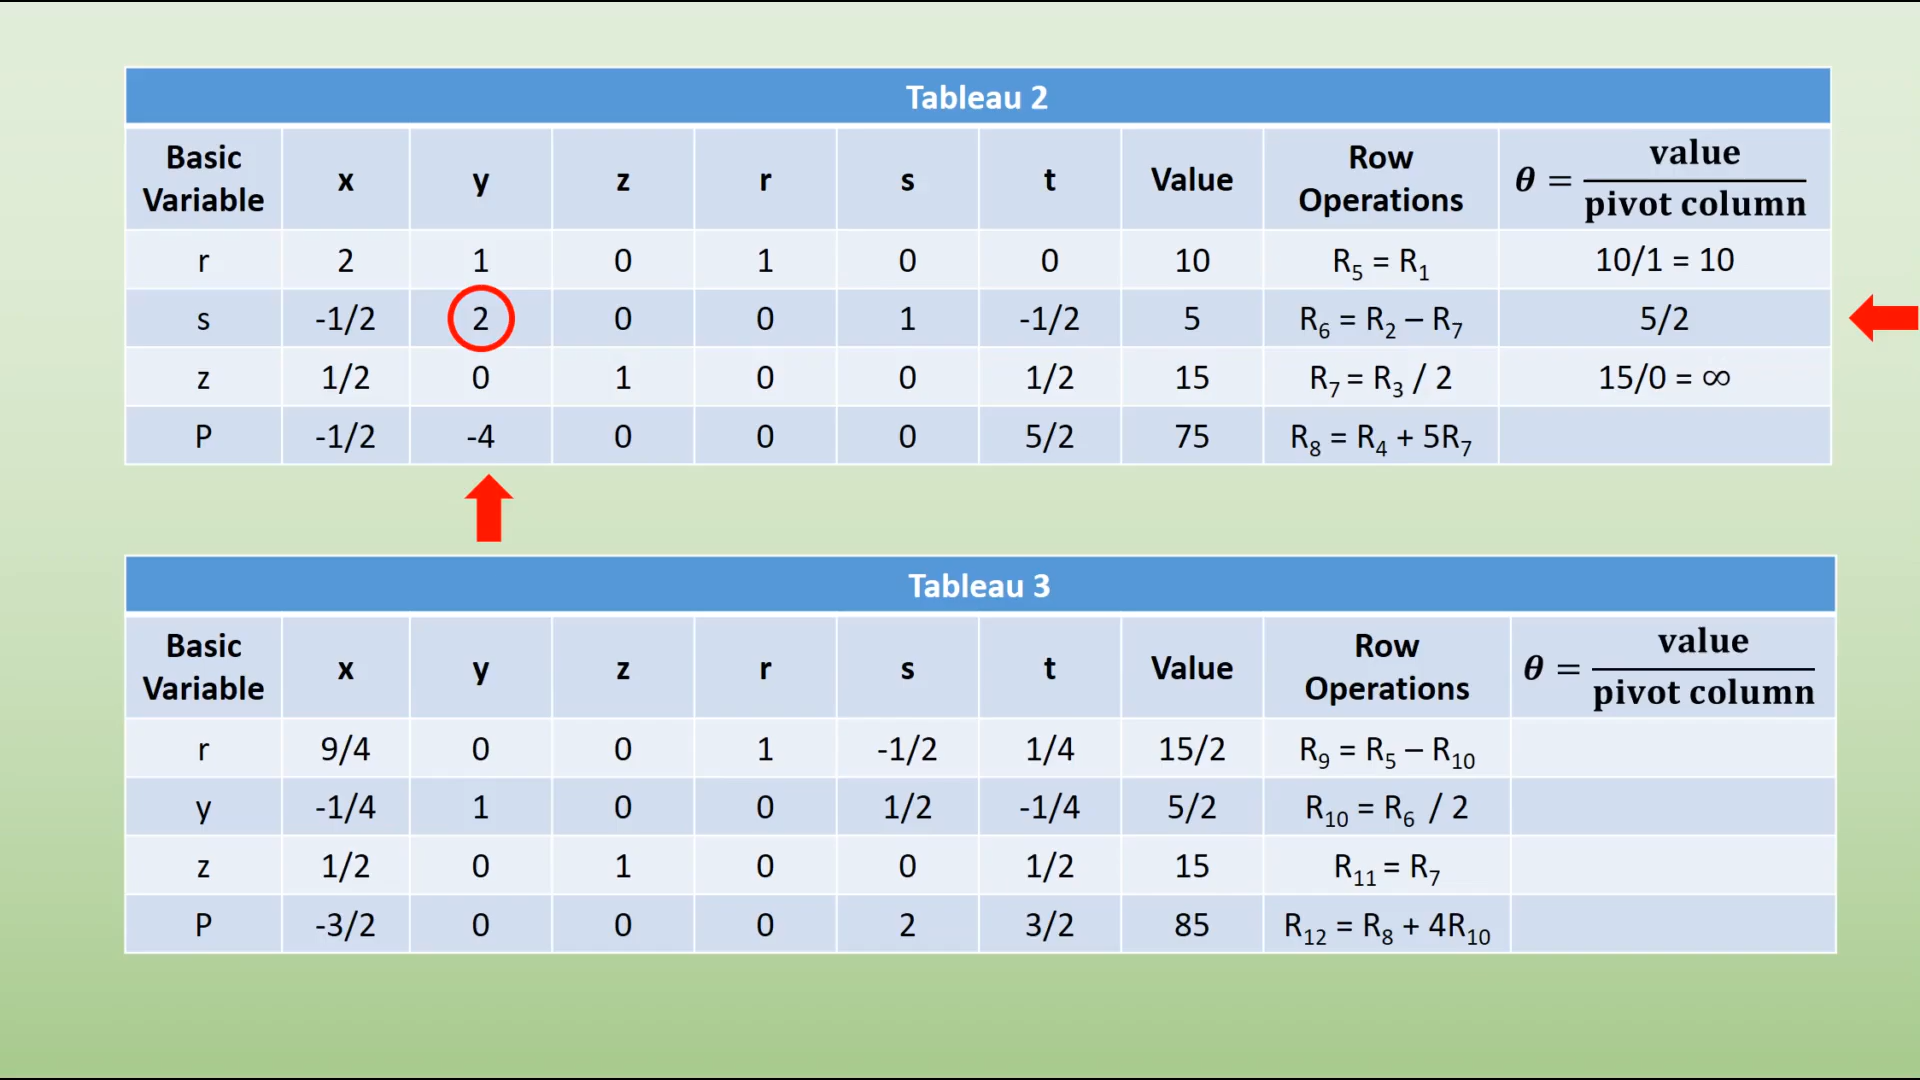 Tableau 2
Basic Variable x y z r s t Value Row Operations θ = value / pivot column
r 2 1 0 1 0 0 10 R5 = R1 10/1 = 10
s -1/2 2 0 0 1 -1/2 5 R6 = R2 – R7 5/2
z 1/2 0 1 0 0 1/2 15 R7 = R3 / 2 15/0 = ∞
P -1/2 -4 0 0 0 5/2 75 R8 = R4 + 5R7
Tableau 3
Basic Variable x y z r s t Value Row Operations θ = value / pivot column
r 9/4 0 0 1 -1/2 1/4 15/2 R9 = R5 – R10
y -1/4 1 0 0 1/2 -1/4 5/2 R10 = R6 / 2
z 1/2 0 1 0 0 1/2 15 R11 = R7
P -3/2 0 0 0 2 3/2 85 R12 = R8 + 4R10